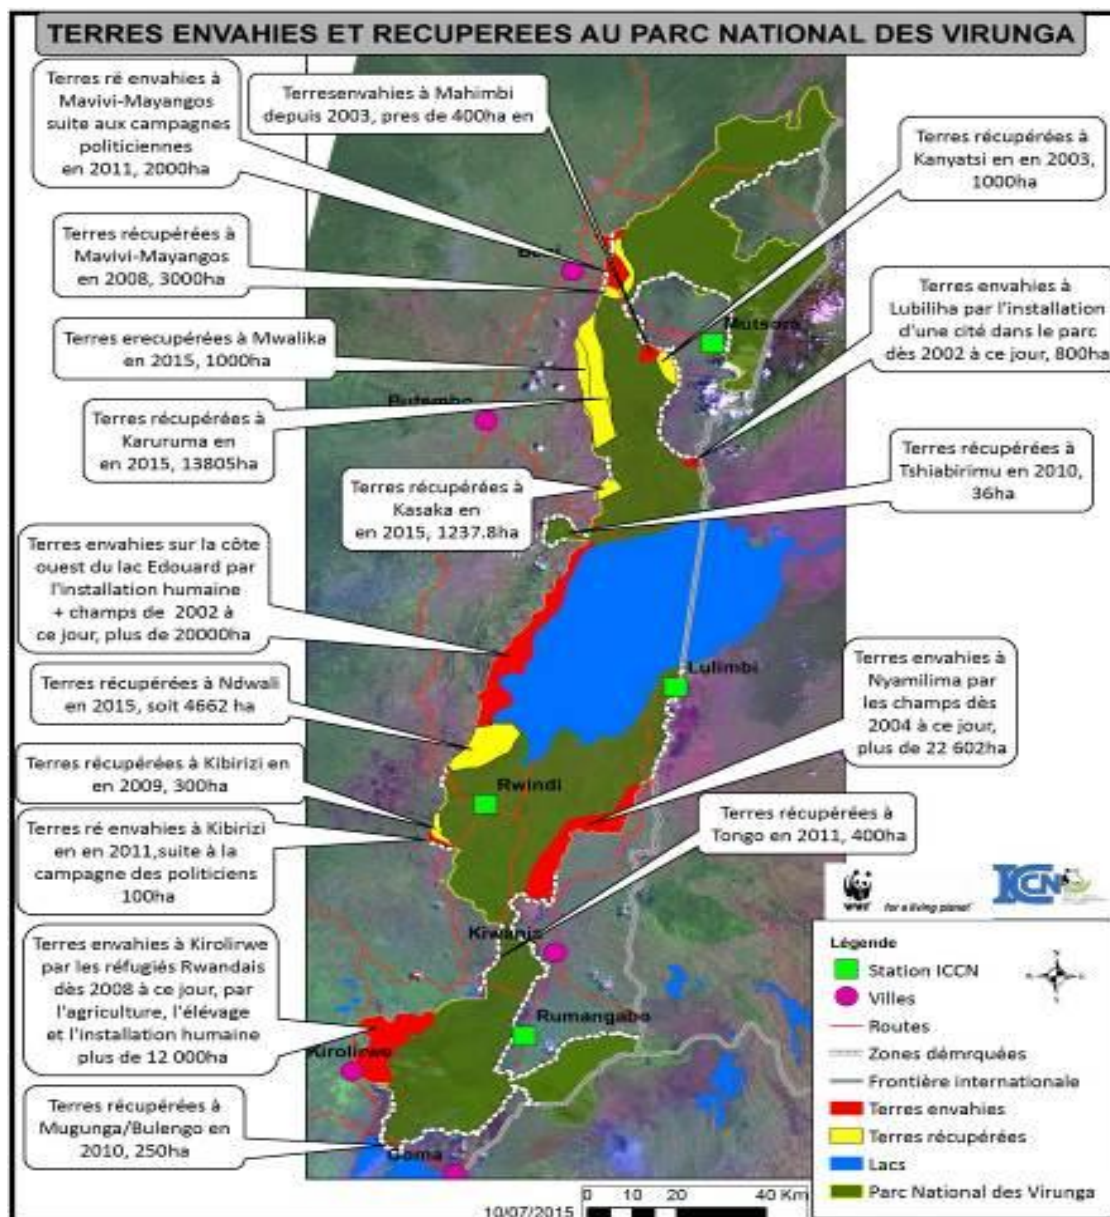 TERRES ENVAHIES ET RECUPEREES AU PARC NATIONAL DES VIRUNGA
Terres ré envahies à
Mavivi-Mayangos
suite aux campagnes
politiciennes
en 2011, 2000ha
Terresenvahies à Mahimbi
depuis 2003, pres de 400ha en
Terres récupérées à
Kanyatsi en en 2003,
1000ha
Terres récupérées à
Mavivi-Mayangos
en 2008, 3000ha
Terres envahies à
Lubiliha par l'installation
d'une cité dans le parc
dès 2002 à ce jour, 800ha
Terres erecupérées à Mwalika
en 2015, 1000ha
Mutsora
Butembo
Terres récupérées à
Karuruma en
en 2015, 13805ha
Terres récupérées à
Tshiabirimu en 2010,
36ha
Terres récupérées à
Kasaka en
en 2015, 1237.8ha
Terres envahies sur la côte
ouest du lac Edouard par
l'installation humaine
+ champs de 2002 à
ce jour, plus de 20000ha
Terres envahies à
Nyamilima par
les champs dès
2004 à ce jour,
plus de 22 602ha
Lulimbi
Terres récupérées à Ndwali
en 2015, soit 4662 ha
Terres récupérées à Kibirizi en
en 2009, 300ha
Rwindi
Terres récupérées à
Tongo en 2011, 400ha
Terres ré envahies à Kibirizi
en en 2011,suite à la
campagne des politiciens
100ha
WWF
for a living planet
ICCN
Kiwanja
Terres envahies à Kirolirwe
par les réfugiés Rwandais
dès 2008 à ce jour, par
l'agriculture, l'élévage
et l'installation humaine
plus de 12 000ha
Rumangabo
Kirolirwe
Terres récupérées à
Mugunga/Bulengo en
2010, 250ha
Goma
Légende
Station ICCN
Villes
Routes
Zones démrquées
Frontière internationale
Terres envahies
Terres récupérées
Lacs
Parc National des Virunga
0 10 20 40 Km
10/07/2015